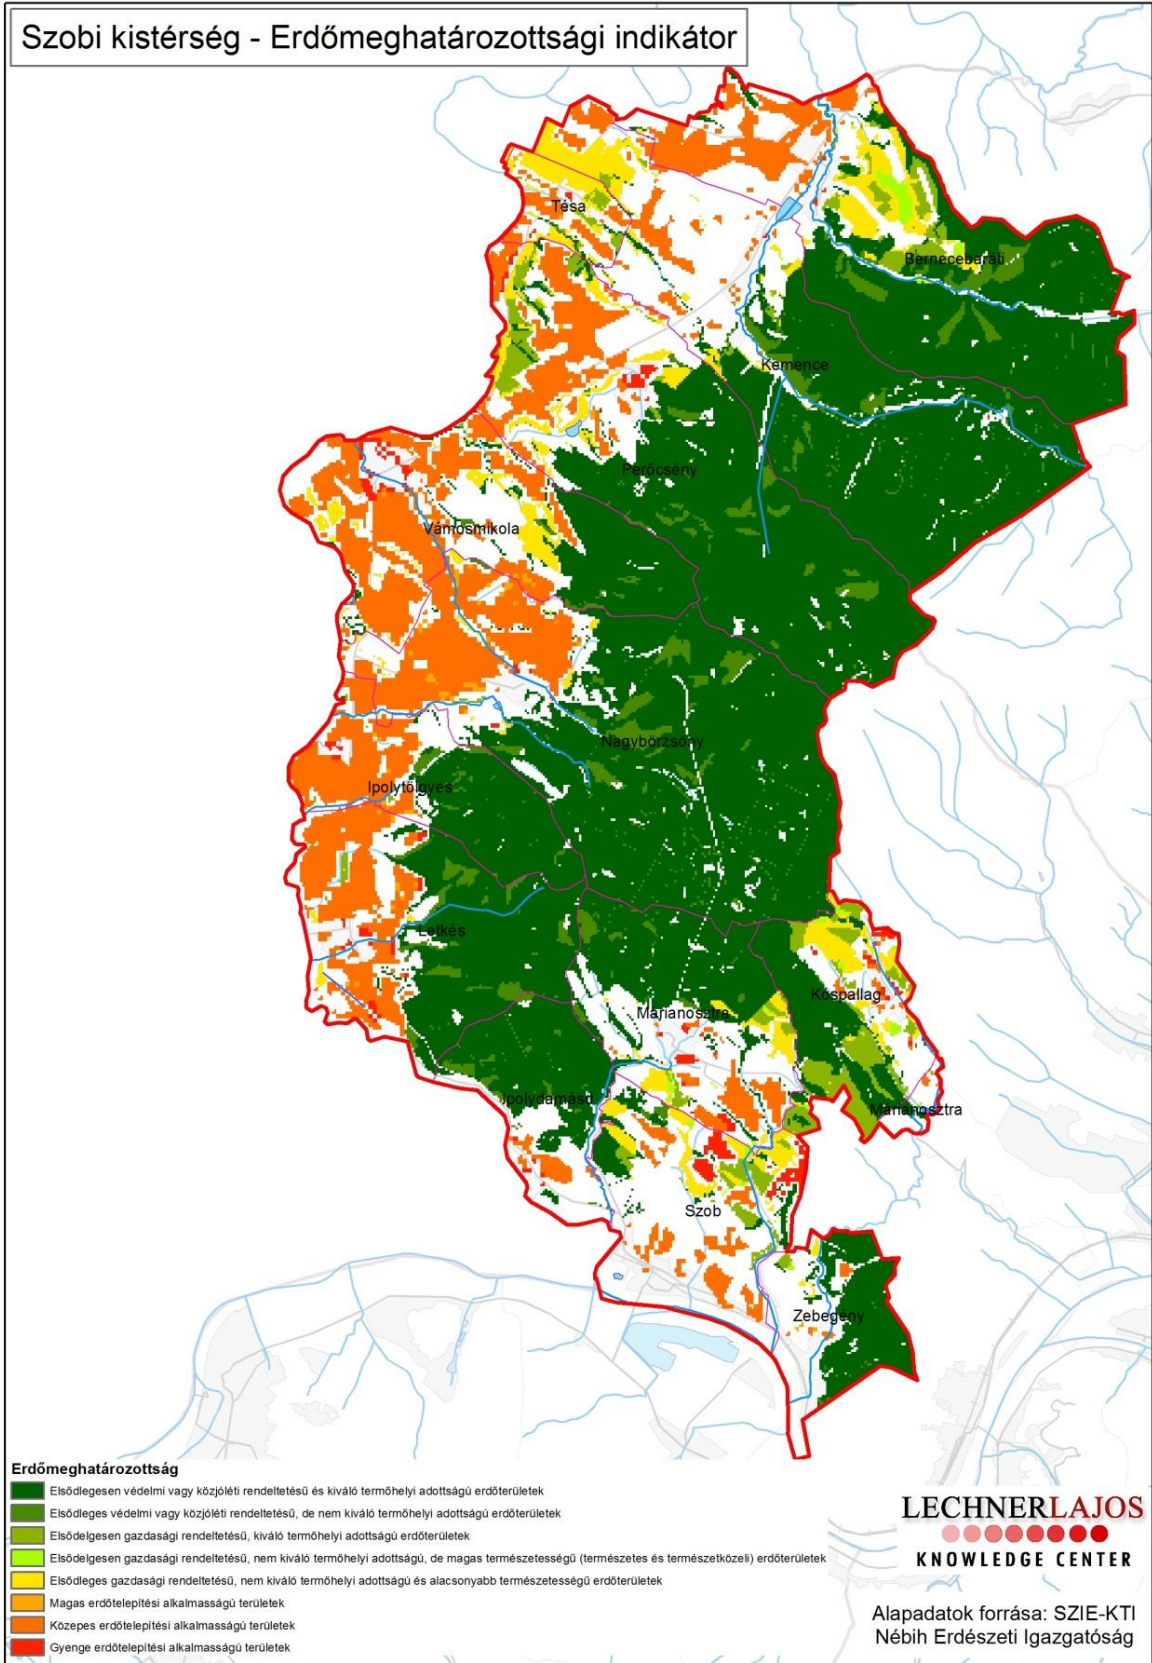 Szobi kistérség - Erdőmeghatározottsági indikátor
Tésa
Bernecebaráti
Kemence
Perőcsény
Vámosmikola
Nagybörzsöny
Ipolytölgyes
Letkés
Kóspallag
Márianosztra
Ipolydamásd
Márianosztra
Szob
Zebegény
Erdőmeghatározottság
Elsődlegesen védelmi vagy közjóléti rendeltetésű és kiváló termőhelyi adottságú erdőterületek
Elsődleges védelmi vagy közjóléti rendeltetésű, de nem kiváló termőhelyi adottságú erdőterületek
Elsődelgesen gazdasági rendeltetésű, kiváló termőhelyi adottságú erdőterületek
Elsődelgesen gazdasági rendeltetésű, nem kiváló termőhelyi adottságú, de magas természetességű (természetes és természetközeli) erdőterületek
Elsődleges gazdasági rendeltetésű, nem kiváló termőhelyi adottságú és alacsonyabb természetességű erdőterületek
Magas erdőtelepítési alkalmasságú területek
Közepes erdőtelepítési alkalmasságú területek
Gyenge erdőtelepítési alkalmasságú területek
LECHNERLAJOS
KNOWLEDGE CENTER
Alapadatok forrása: SZIE-KTI
Nébih Erdészeti Igazgatóság